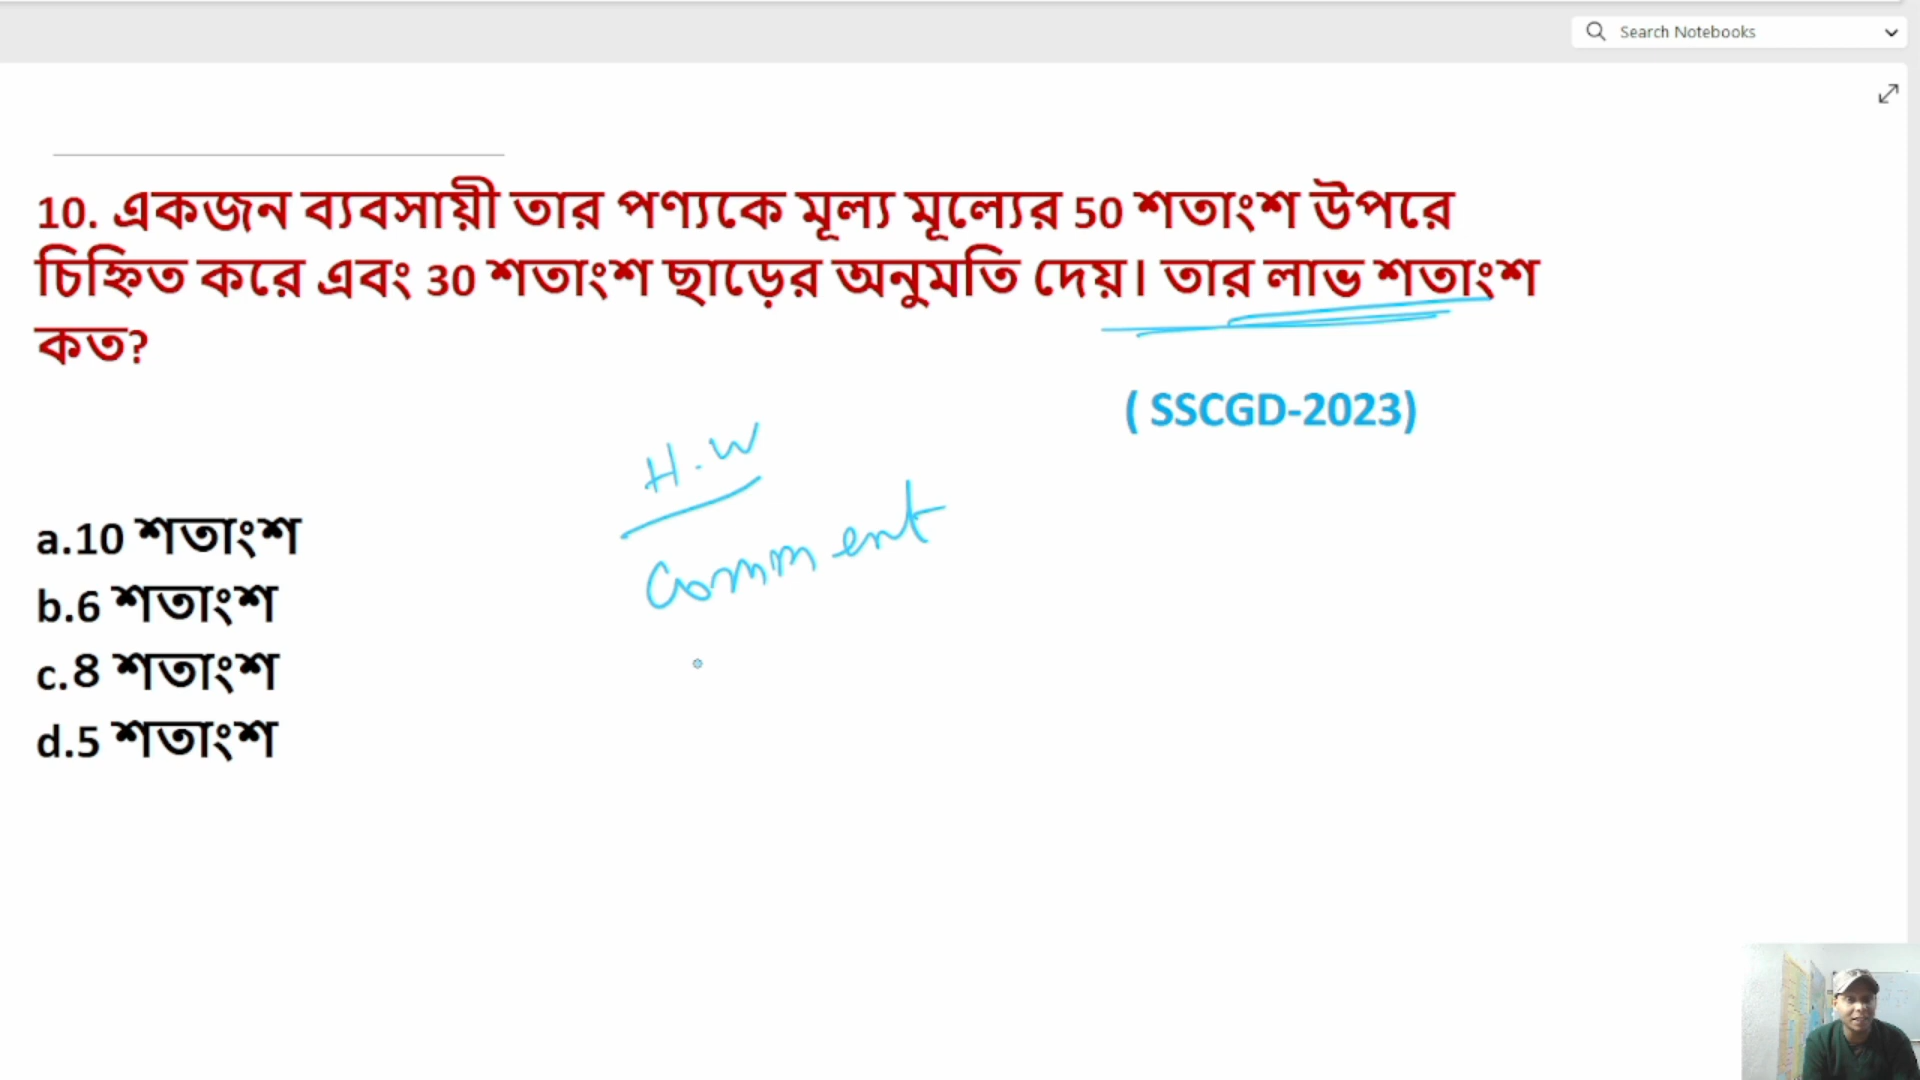 Search Notebooks
10. একজন ব্যবসায়ী তার পণ্যকে মূল্য মূল্যের 50 শতাংশ উপরে
চিহ্নিত করে এবং 30 শতাংশ ছাড়ের অনুমতি দেয়। তার লাভ শতাংশ
কত?
( SSCGD-2023)
H.W
Comment
a.10 শতাংশ
b.6 শতাংশ
c.8 শতাংশ
d.5 শতাংশ